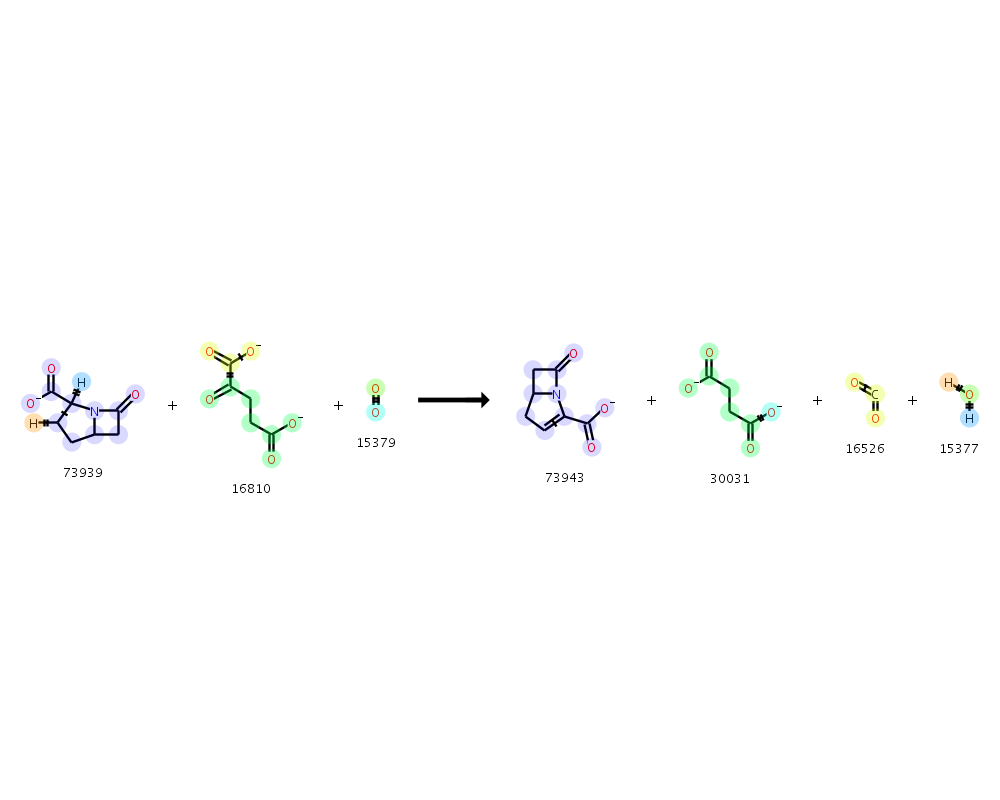 O O⁻ H H N O + O O⁻ O O⁻ O + O O
73939 16810 15379
O N O⁻ O + O O⁻ O⁻ O + O C O + H O H
73943 30031 16526 15377